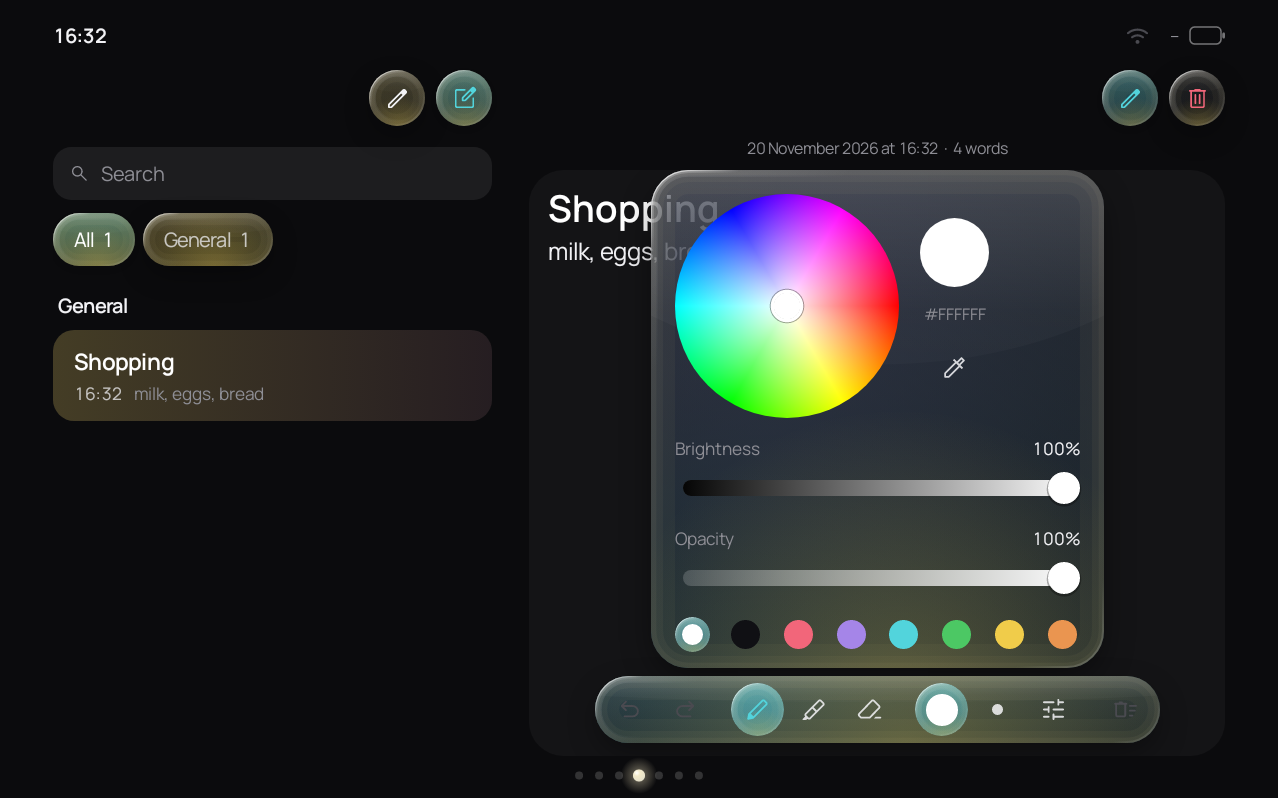 16:32
Search
All 1
General 1
General
Shopping
16:32 milk, eggs, bread
20 November 2026 at 16:32 · 4 words
Shopping
milk, eggs, br
#FFFFFF
Brightness 100%
Opacity 100%